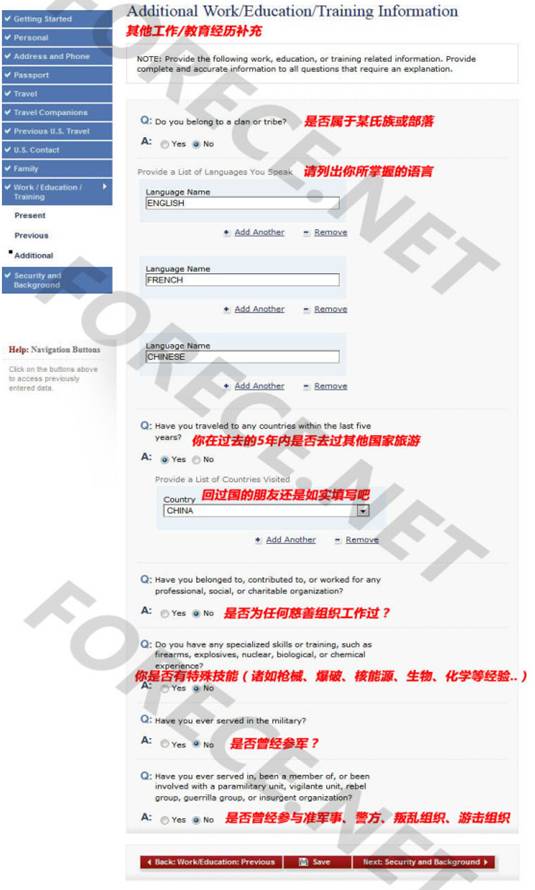 Additional Work/Education/Training Information
其他工作/教育经历补充
Getting Started
Personal
Address and Phone
Passport
Travel
Travel Companions
Previous U.S. Travel
U.S. Contact
Family
Work / Education /
Training
Present
Previous
Additional
Security and
Background
Help: Navigation Buttons
Click on the buttons above
to access previously
entered data.
NOTE: Provide the following work, education, or training related information. Provide
complete and accurate information to all questions that require an explanation.
Q: Do you belong to a clan or tribe? 是否属于某氏族或部落
A: Yes No
Provide a List of Languages You Speak 请列出你所掌握的语言
Language Name
ENGLISH
Add Another Remove
Language Name
FRENCH
Add Another Remove
Language Name
CHINESE
Add Another Remove
Q: Have you traveled to any countries within the last five
years? 你在过去的5年内是否去过其他国家旅游
A: Yes No
Provide a List of Countries Visited
Country 回过国的朋友还是如实填写吧
CHINA
Add Another Remove
Q: Have you belonged to, contributed to, or worked for any
professional, social, or charitable organization?
A: Yes No 是否为任何慈善组织工作过？
Q: Do you have any specialized skills or training, such as
firearms, explosives, nuclear, biological, or chemical
experience?
你是否有特殊技能（诸如枪械、爆破、核能源、生物、化学等经验..）
A: Yes No
Q: Have you ever served in the military?
A: Yes No 是否曾经参军？
Q: Have you ever served in, been a member of, or been
involved with a paramilitary unit, vigilante unit, rebel
group, guerrilla group, or insurgent organization?
A: Yes No 是否曾经参与准军事、警方、叛乱组织、游击组织
Back: Work/Education: Previous Save Next: Security and Background
FORECE.NET
FORECE.NET
FORECE.NET